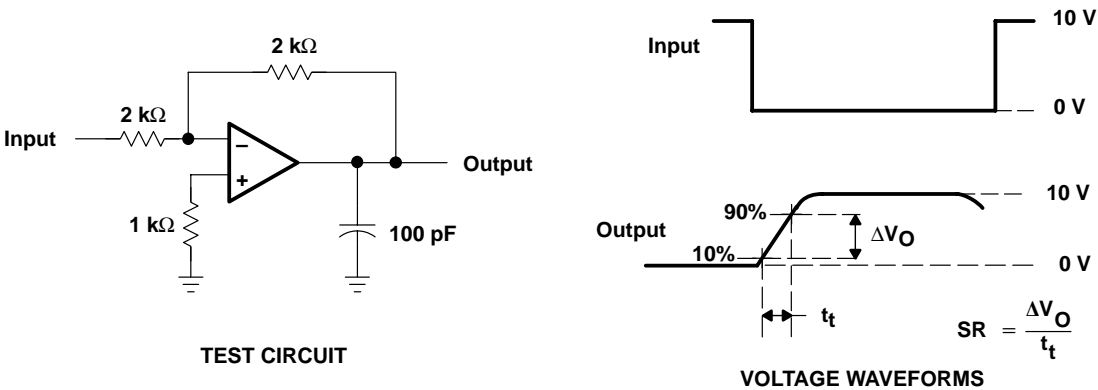 2 kΩ
2 kΩ
Input
−
+
Output
1 kΩ
100 pF
TEST CIRCUIT
10 V
Input
0 V
10 V
90%
ΔVO
Output
10%
0 V
tt
SR = ΔVO
tt
VOLTAGE WAVEFORMS